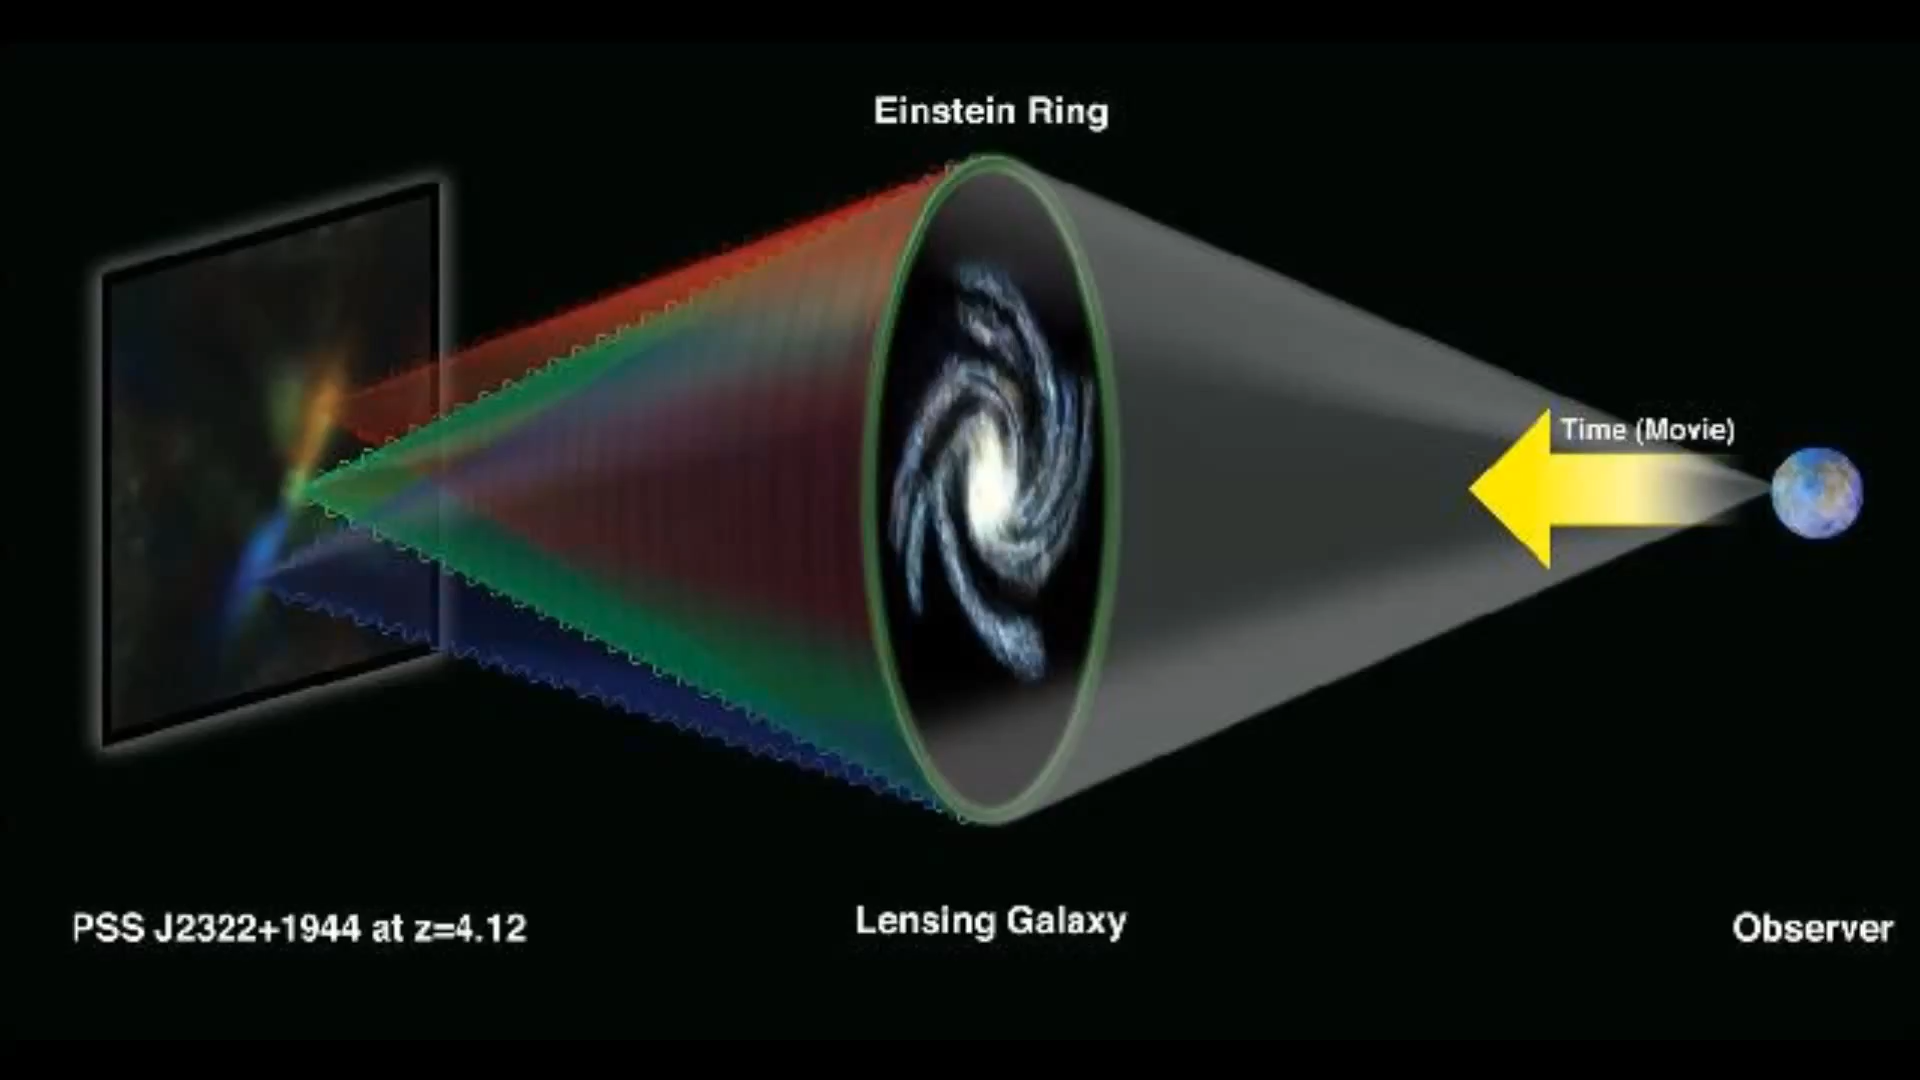 Einstein Ring
Time (Movie)
PSS J2322+1944 at z=4.12
Lensing Galaxy
Observer